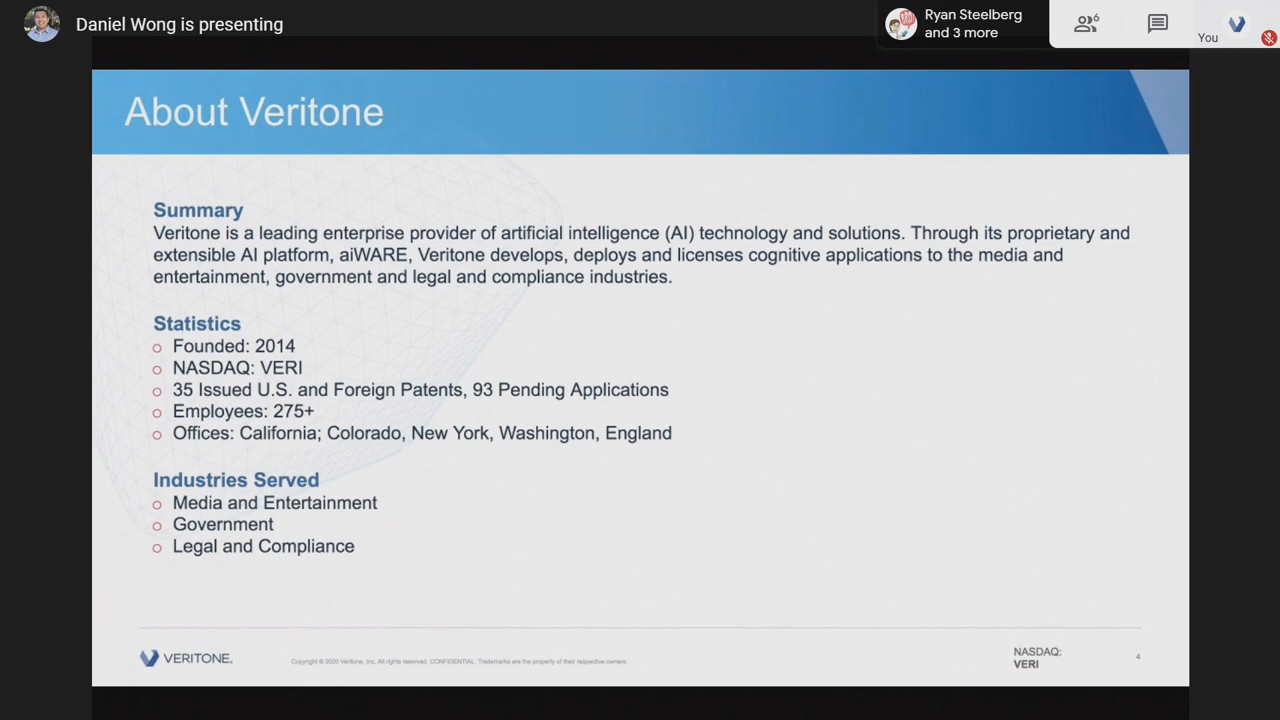 Daniel Wong is presenting
Ryan Steelberg
and 3 more
6
You
About Veritone
Summary
Veritone is a leading enterprise provider of artificial intelligence (AI) technology and solutions. Through its proprietary and
extensible AI platform, aiWARE, Veritone develops, deploys and licenses cognitive applications to the media and
entertainment, government and legal and compliance industries.
Statistics
Founded: 2014
NASDAQ: VERI
35 Issued U.S. and Foreign Patents, 93 Pending Applications
Employees: 275+
Offices: California; Colorado, New York, Washington, England
Industries Served
Media and Entertainment
Government
Legal and Compliance
VERITONE.
Copyright © 2020 Veritone, Inc. All rights reserved. CONFIDENTIAL. Trademarks are the property of their respective owners.
NASDAQ:
VERI
4